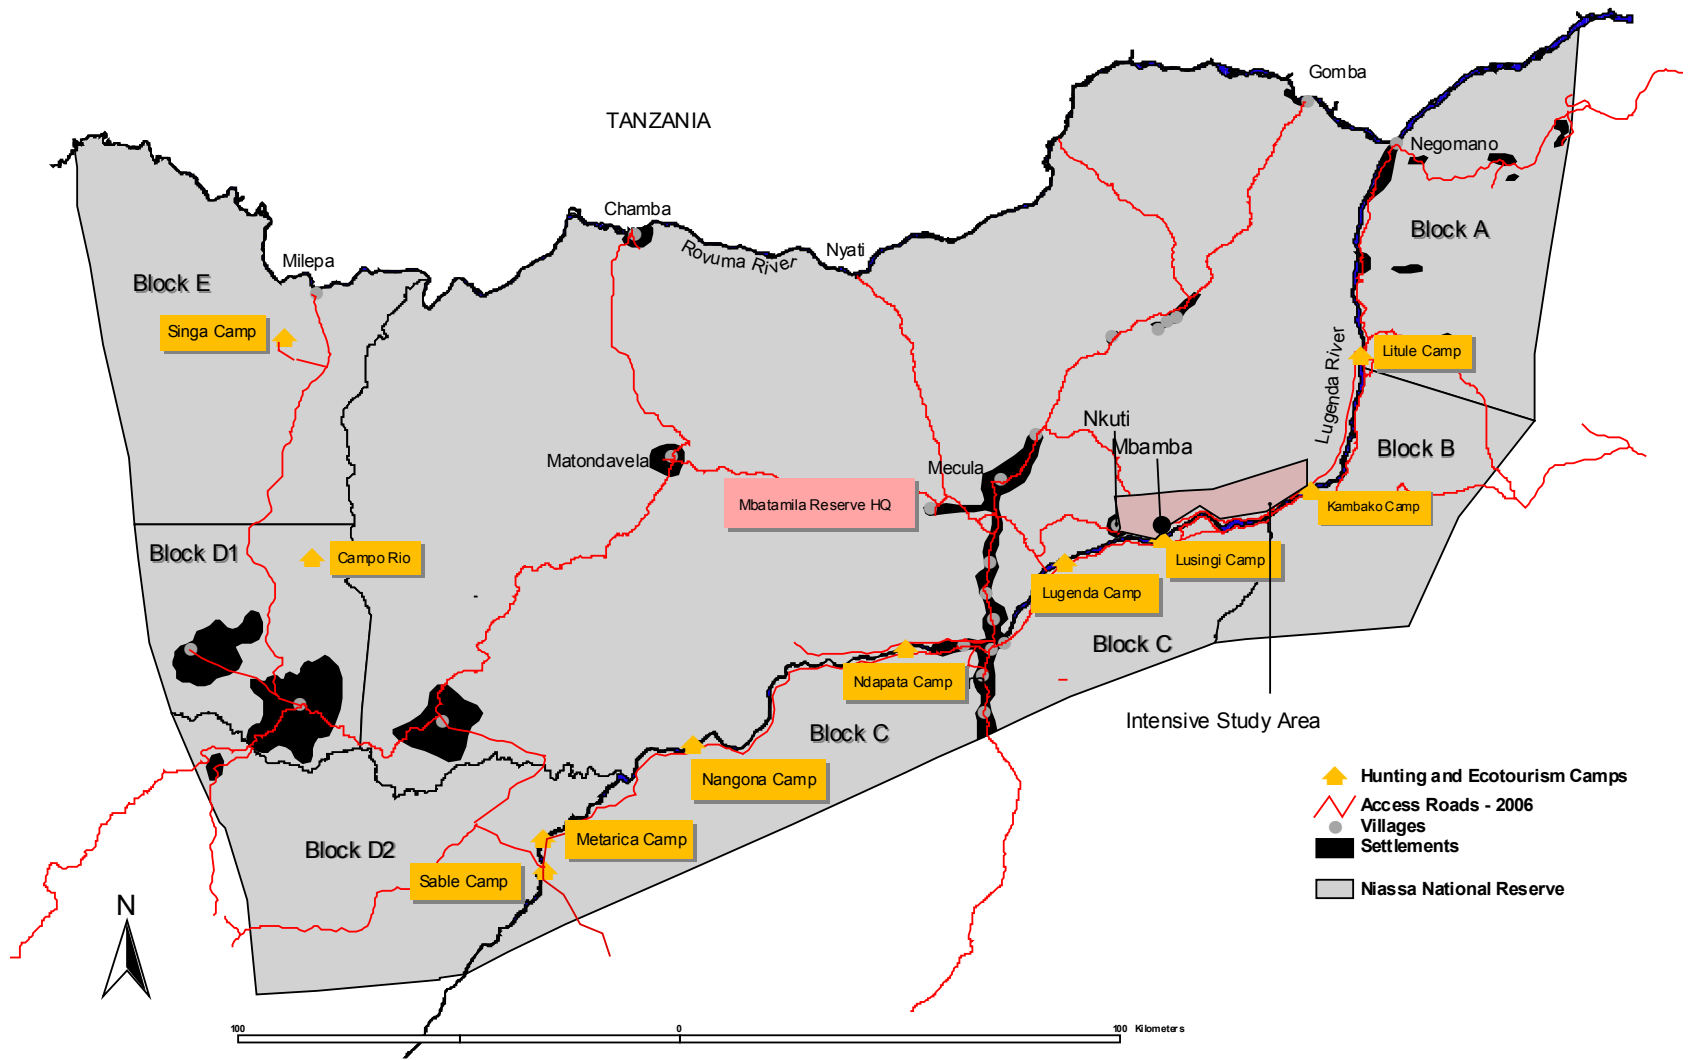 Gomba
TANZANIA
Negomano
Chamba
Block A
Rovuma River
Nyati
Milepa
Block E
Singa Camp
Lugenda River
Litule Camp
Nkuti
Mbamba
Block B
Matondavela
Mecula
Mbatamila Reserve HQ
Kambako Camp
Block D1
Campo Rio
Lusingi Camp
Lugenda Camp
Block C
Ndapata Camp
Intensive Study Area
Block C
Nangona Camp
Hunting and Ecotourism Camps
Access Roads - 2006
Villages
Settlements
Metarica Camp
Block D2
Sable Camp
Niassa National Reserve
N
100 0 100 Kilometers